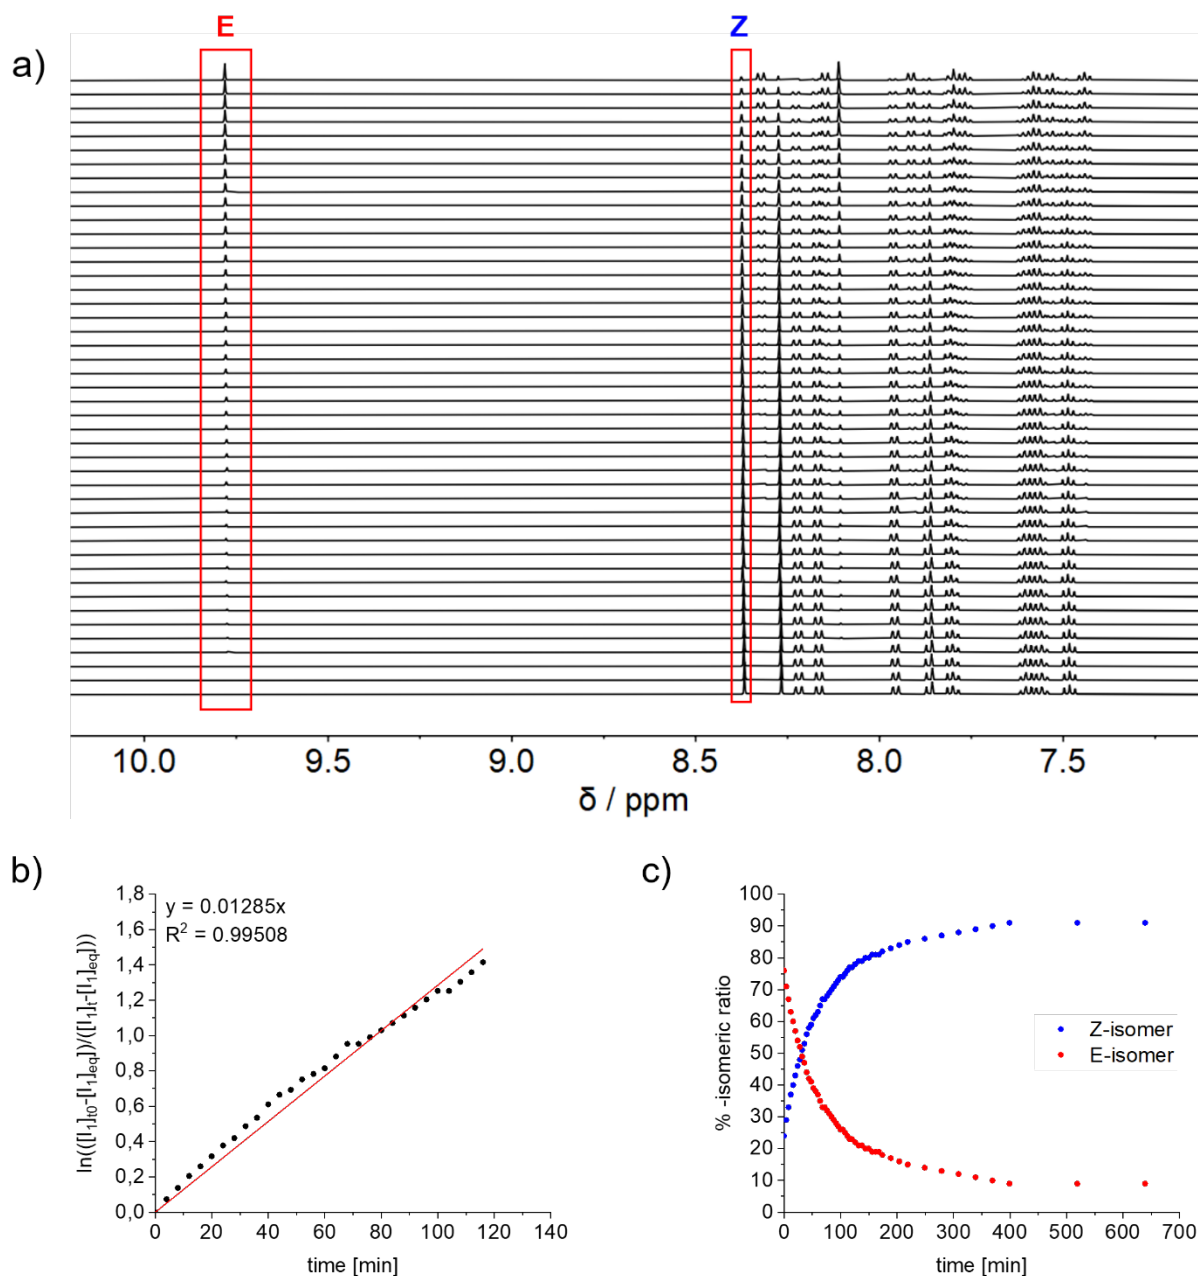 E Z
a)
10.0 9.5 9.0 8.5 8.0 7.5
δ / ppm
b)
ln(([I₁]t0-[I₁]eq])/([I₁]t-[I₁]eq]))
1,8
1,6
1,4
1,2
1,0
0,8
0,6
0,4
0,2
0,0
y = 0.01285x
R² = 0.99508
0 20 40 60 80 100 120 140
time [min]
c)
% -isomeric ratio
100
90
80
70
60
50
40
30
20
10
0
Z-isomer
E-isomer
0 100 200 300 400 500 600 700
time [min]